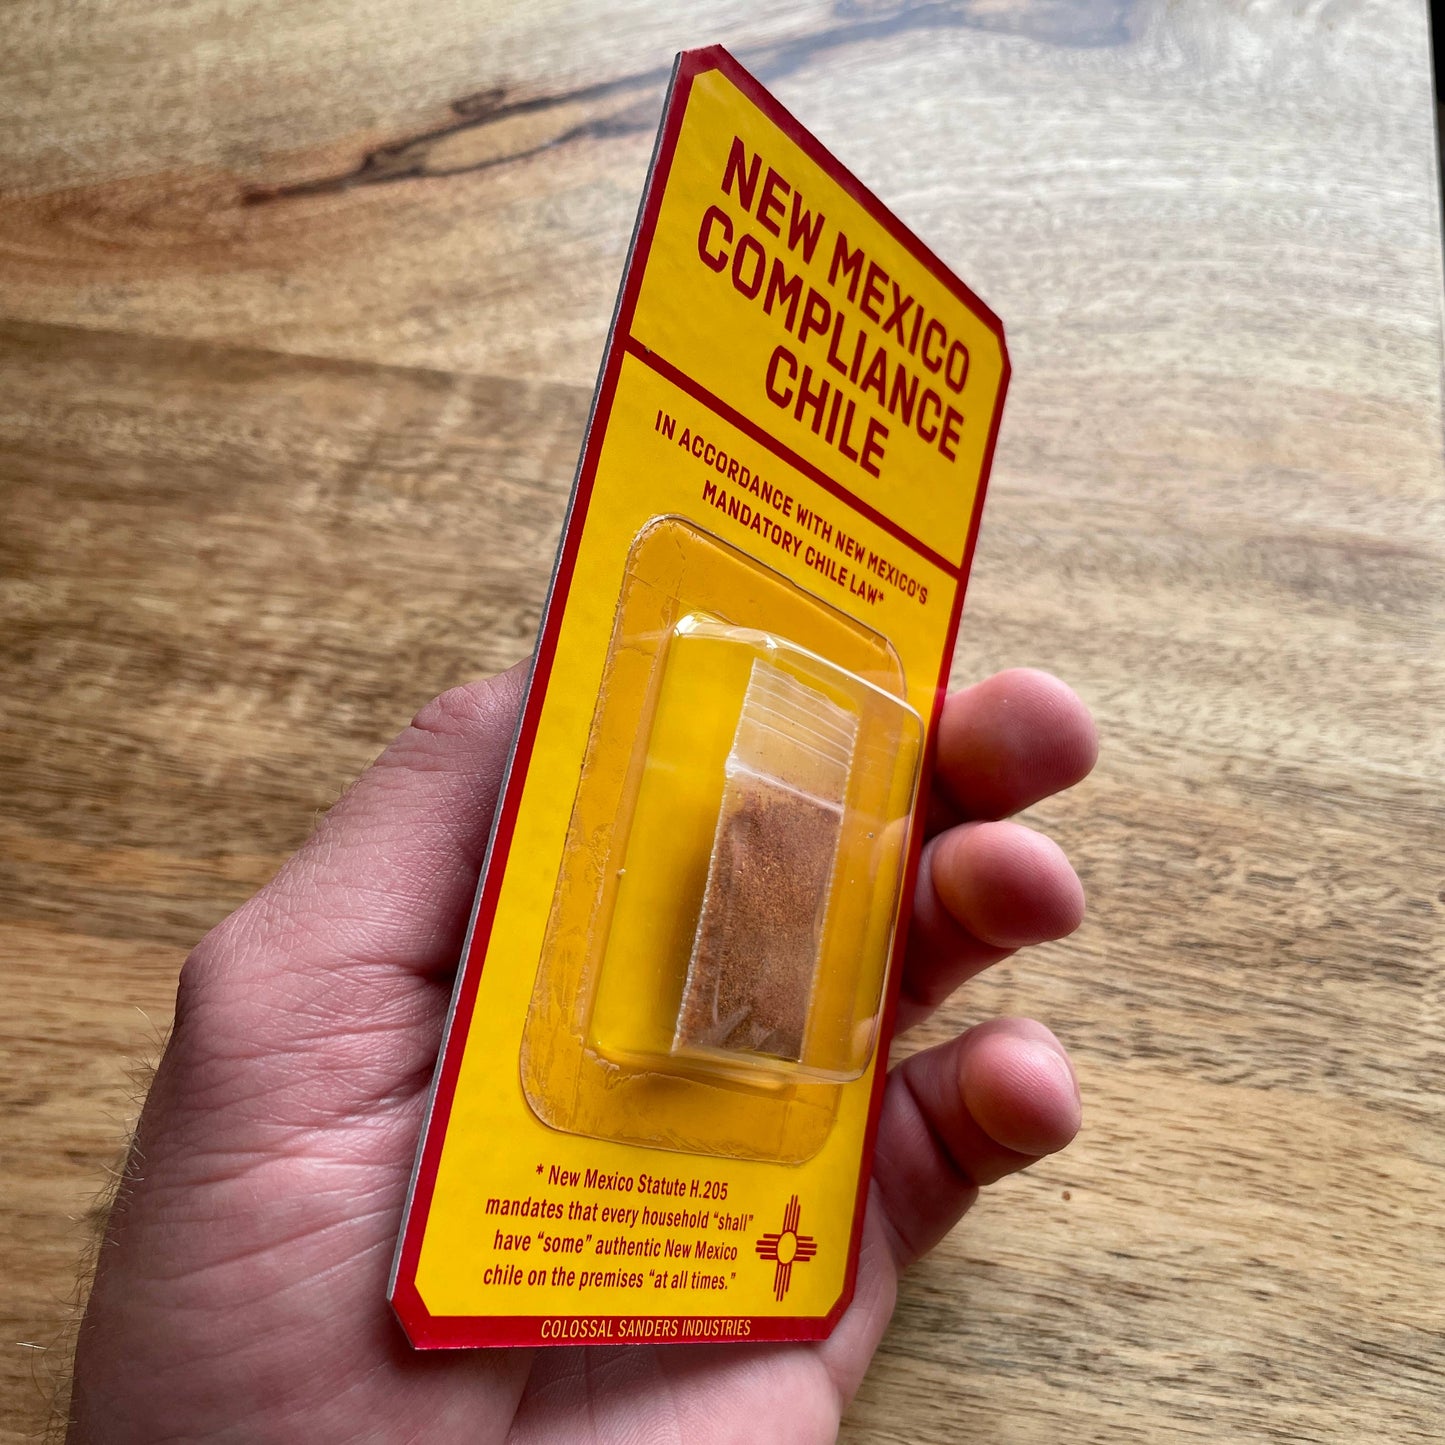 NEW MEXICO
COMPLIANCE
CHILE
IN ACCORDANCE WITH NEW MEXICO'S
MANDATORY CHILE LAW*
* New Mexico Statute H.205
mandates that every household “shall”
have “some” authentic New Mexico
chile on the premises “at all times.”
COLOSSAL SANDERS INDUSTRIES